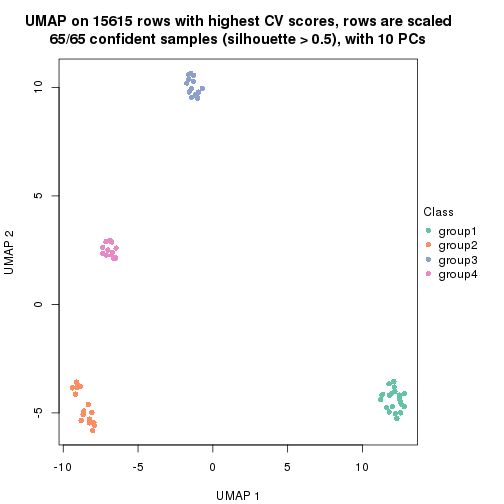 UMAP on 15615 rows with highest CV scores, rows are scaled
65/65 confident samples (silhouette > 0.5), with 10 PCs
10
5
0
-5
UMAP 2
-10
-5
0
5
10
UMAP 1
Class
group1
group2
group3
group4